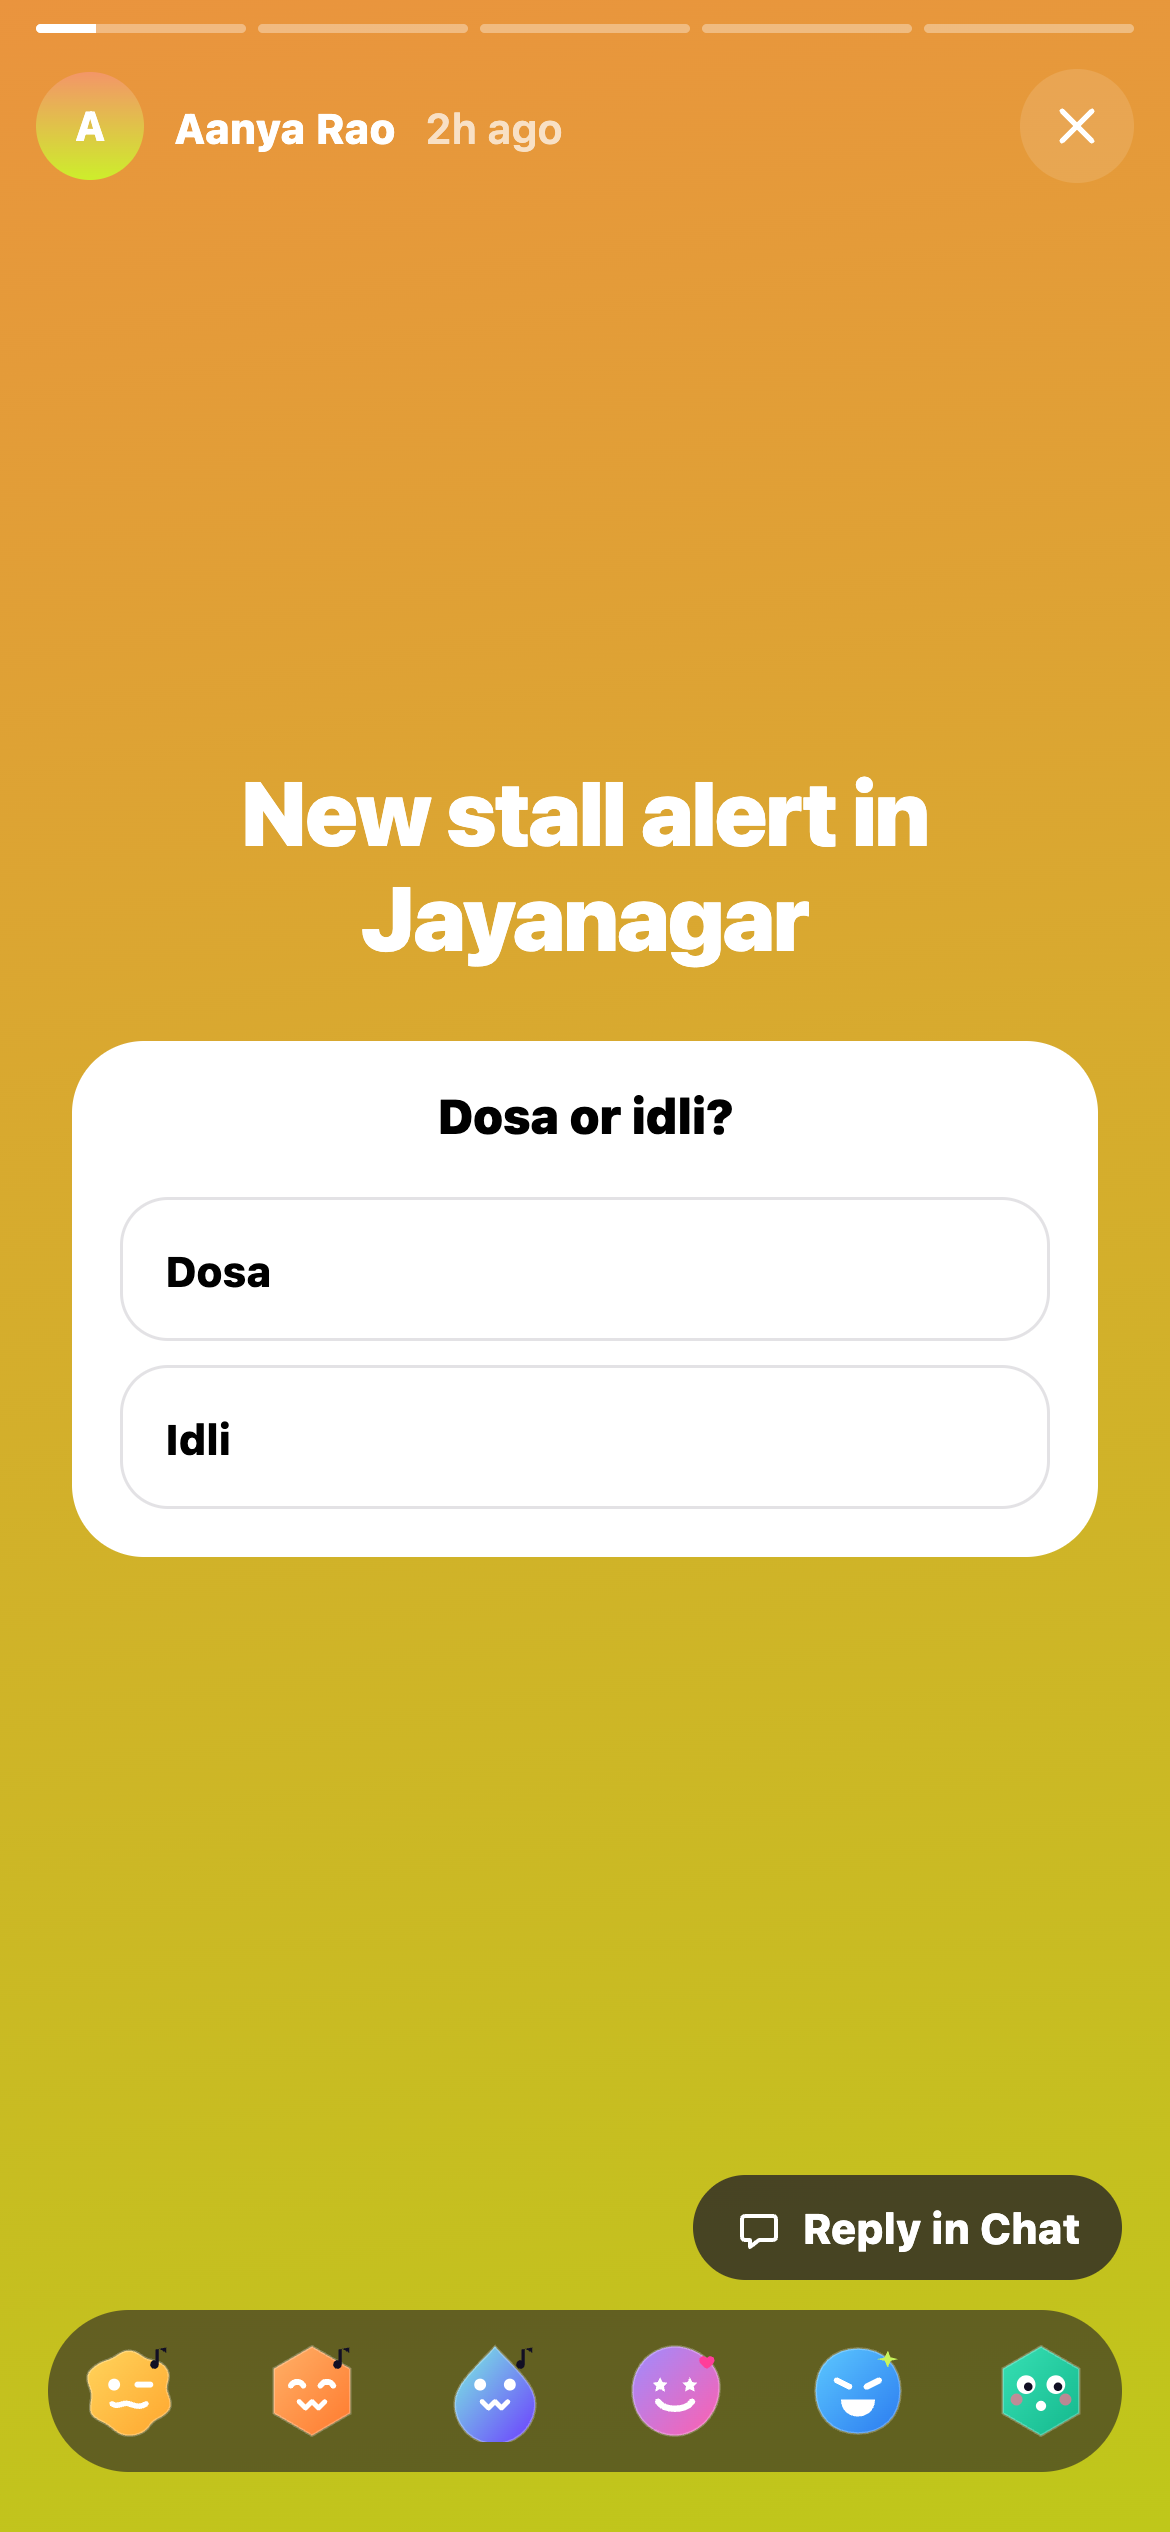 A
Aanya Rao 2h ago
New stall alert in
Jayanagar
Dosa or idli?
Dosa
Idli
Reply in Chat